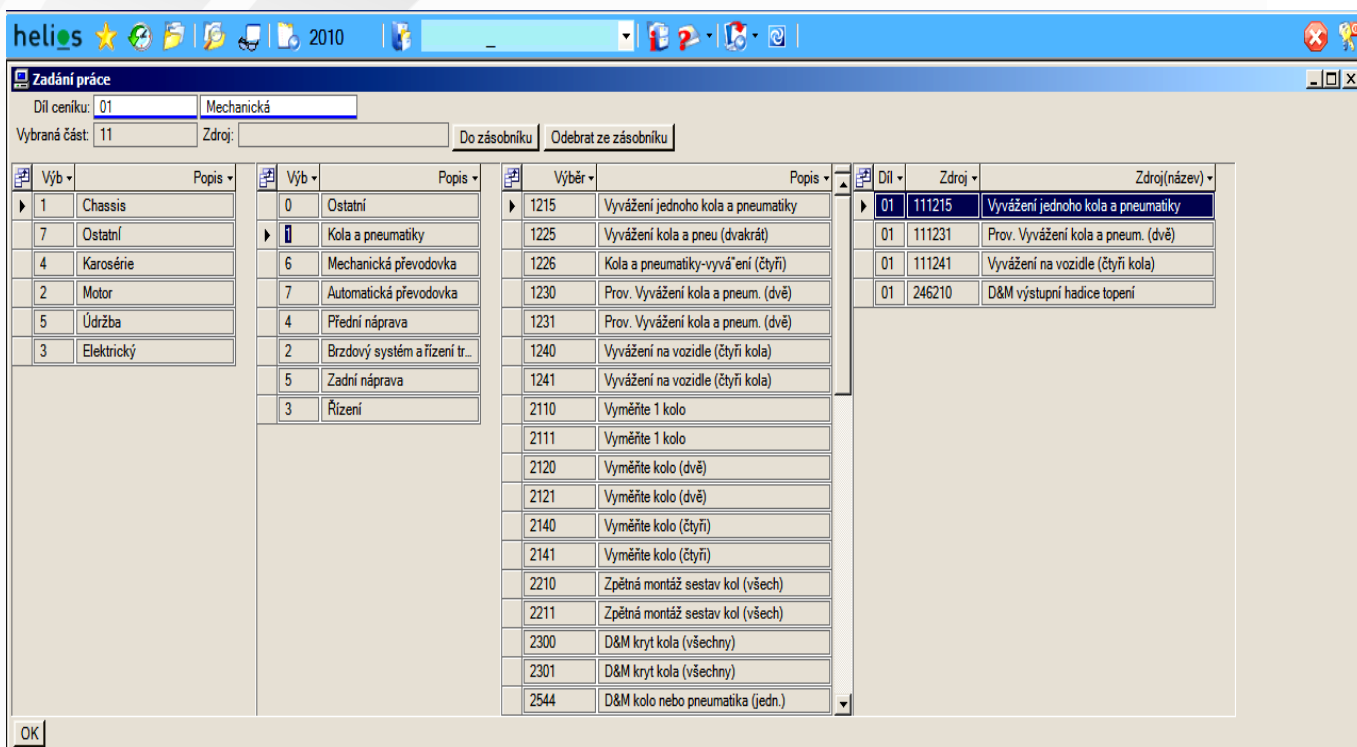 helios 2010 _
Zadání práce
Díl ceníku: 01 Mechanická
Vybraná část: 11 Zdroj: Do zásobníku Odebrat ze zásobníku
Výb Popis Výb Popis Výběr Popis Díl Zdroj Zdroj(název)
1 Chassis 0 Ostatní 1215 Vyvážení jednoho kola a pneumatiky 01 111215 Vyvážení jednoho kola a pneumatiky
7 Ostatní 1 Kola a pneumatiky 1225 Vyvážení kola a pneu (dvakrát) 01 111231 Prov. Vyvážení kola a pneum. (dvě)
4 Karosérie 6 Mechanická převodovka 1226 Kola a pneumatiky-vyvá˝ení (čtyři) 01 111241 Vyvážení na vozidle (čtyři kola)
2 Motor 7 Automatická převodovka 1230 Prov. Vyvážení kola a pneum. (dvě) 01 246210 D&M výstupní hadice topení
5 Údržba 4 Přední náprava 1231 Prov. Vyvážení kola a pneum. (dvě)
3 Elektrický 2 Brzdový systém a řízení tr... 1240 Vyvážení na vozidle (čtyři kola)
5 Zadní náprava 1241 Vyvážení na vozidle (čtyři kola)
3 Řízení 2110 Vyměňte 1 kolo
2111 Vyměňte 1 kolo
2120 Vyměňte kolo (dvě)
2121 Vyměňte kolo (dvě)
2140 Vyměňte kolo (čtyři)
2141 Vyměňte kolo (čtyři)
2210 Zpětná montáž sestav kol (všech)
2211 Zpětná montáž sestav kol (všech)
2300 D&M kryt kola (všechny)
2301 D&M kryt kola (všechny)
2544 D&M kolo nebo pneumatika (jedn.)
OK